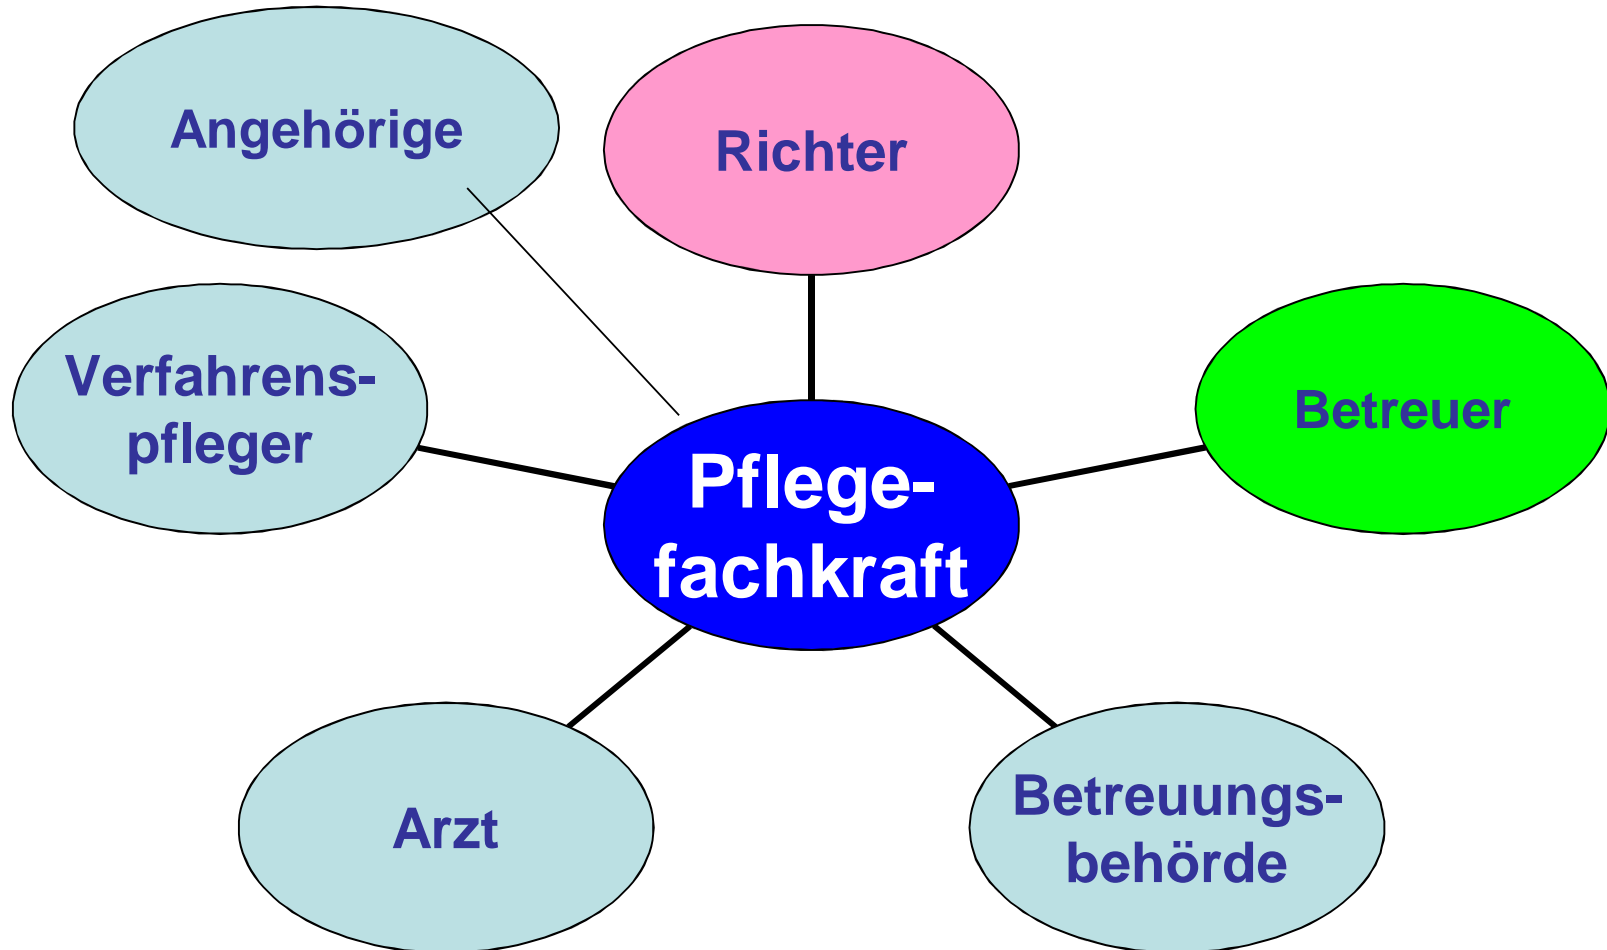 Angehörige
Richter
Verfahrens-
pfleger
Betreuer
Pflege-
fachkraft
Arzt
Betreuungs-
behörde